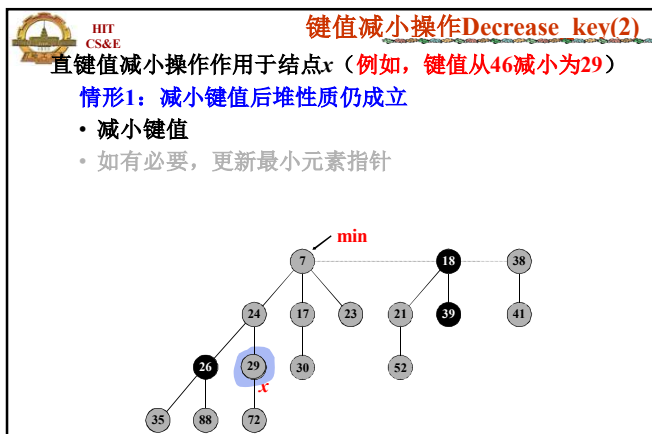 HIT
CS&E
键值减小操作Decrease_key(2)
直键值减小操作作用于结点x（例如，键值从46减小为29）
情形1：减小键值后堆性质仍成立
• 减小键值
• 如有必要，更新最小元素指针
min
7 18 38
24 17 23 21 39 41
26 29 30 52
x
35 88 72